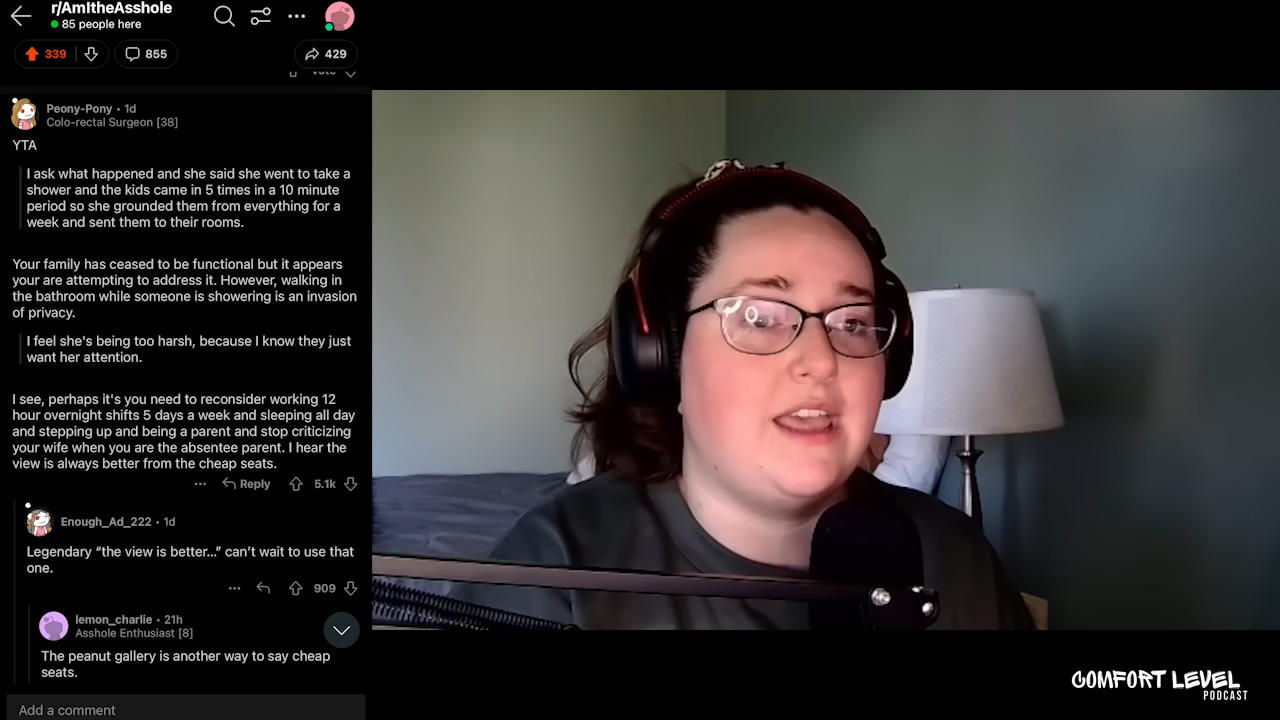 r/AmItheAsshole
85 people here
339
855
429
Vote
Peony-Pony • 1d
Colo-rectal Surgeon [38]
YTA
I ask what happened and she said she went to take a
shower and the kids came in 5 times in a 10 minute
period so she grounded them from everything for a
week and sent them to their rooms.
Your family has ceased to be functional but it appears
your are attempting to address it. However, walking in
the bathroom while someone is showering is an invasion
of privacy.
I feel she's being too harsh, because I know they just
want her attention.
I see, perhaps it's you need to reconsider working 12
hour overnight shifts 5 days a week and sleeping all day
and stepping up and being a parent and stop criticizing
your wife when you are the absentee parent. I hear the
view is always better from the cheap seats.
Reply 5.1k
Enough_Ad_222 • 1d
Legendary “the view is better...” can’t wait to use that
one.
909
lemon_charlie • 21h
Asshole Enthusiast [8]
The peanut gallery is another way to say cheap
seats.
Add a comment
COMFORT LEVEL
PODCAST